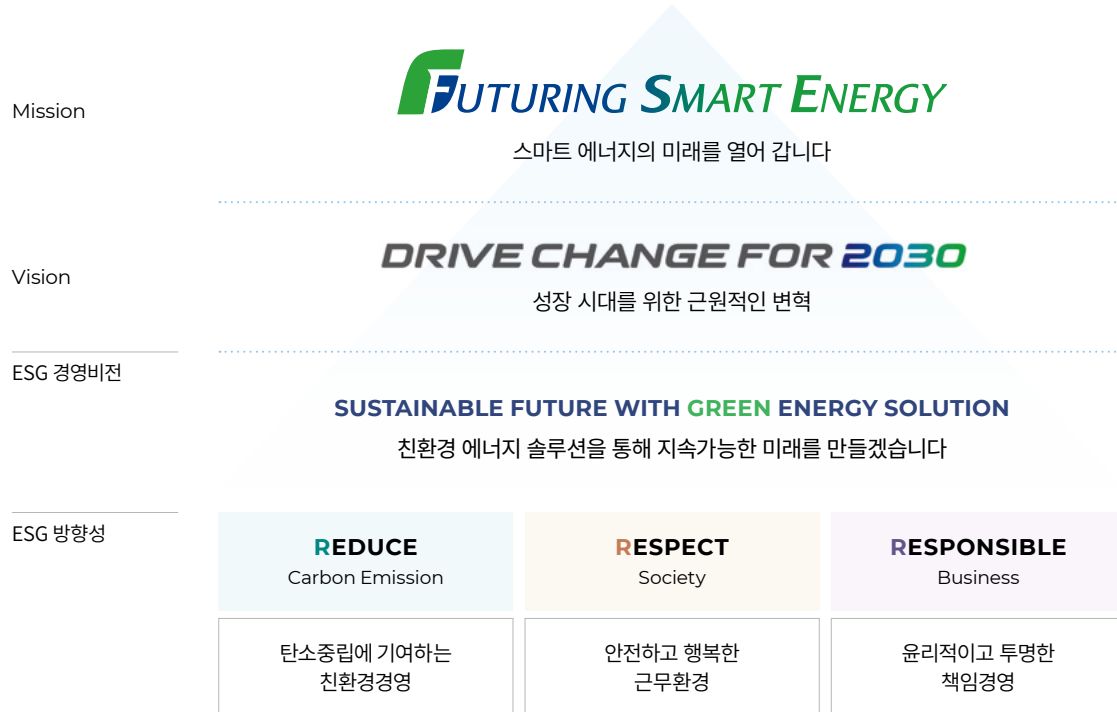 Mission
FUTURING SMART ENERGY
스마트 에너지의 미래를 열어 갑니다
Vision
DRIVE CHANGE FOR 2030
성장 시대를 위한 근원적인 변혁
ESG 경영비전
SUSTAINABLE FUTURE WITH GREEN ENERGY SOLUTION
친환경 에너지 솔루션을 통해 지속가능한 미래를 만들겠습니다
ESG 방향성
REDUCE
Carbon Emission
탄소중립에 기여하는
친환경경영
RESPECT
Society
안전하고 행복한
근무환경
RESPONSIBLE
Business
윤리적이고 투명한
책임경영